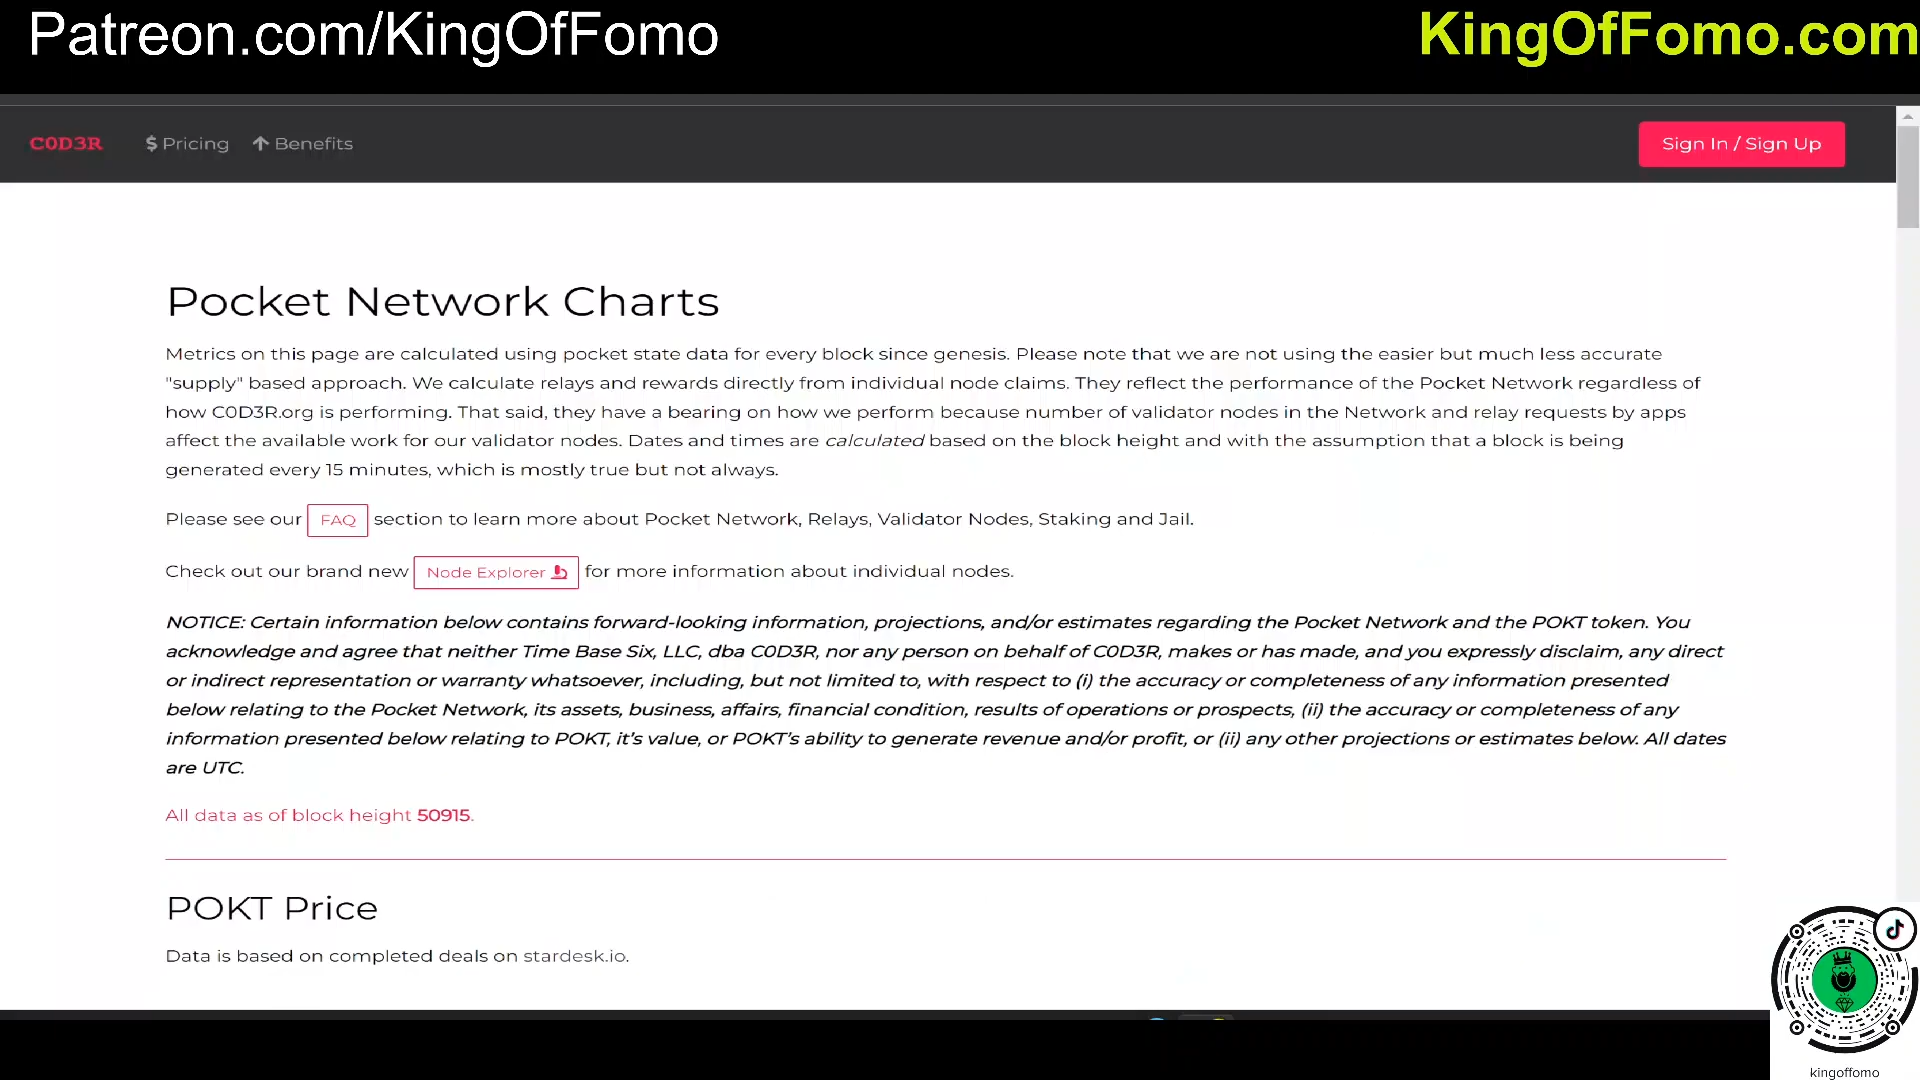 Patreon.com/KingOfFomo
KingOfFomo.com
C0D3R
Pricing
Benefits
Sign In / Sign Up
Pocket Network Charts
Metrics on this page are calculated using pocket state data for every block since genesis. Please note that we are not using the easier but much less accurate
"supply" based approach. We calculate relays and rewards directly from individual node claims. They reflect the performance of the Pocket Network regardless of
how C0D3R.org is performing. That said, they have a bearing on how we perform because number of validator nodes in the Network and relay requests by apps
affect the available work for our validator nodes. Dates and times are calculated based on the block height and with the assumption that a block is being
generated every 15 minutes, which is mostly true but not always.
Please see our FAQ section to learn more about Pocket Network, Relays, Validator Nodes, Staking and Jail.
Check out our brand new Node Explorer for more information about individual nodes.
NOTICE: Certain information below contains forward-looking information, projections, and/or estimates regarding the Pocket Network and the POKT token. You
acknowledge and agree that neither Time Base Six, LLC, dba C0D3R, nor any person on behalf of C0D3R, makes or has made, and you expressly disclaim, any direct
or indirect representation or warranty whatsoever, including, but not limited to, with respect to (i) the accuracy or completeness of any information presented
below relating to the Pocket Network, its assets, business, affairs, financial condition, results of operations or prospects, (ii) the accuracy or completeness of any
information presented below relating to POKT, it's value, or POKT's ability to generate revenue and/or profit, or (ii) any other projections or estimates below. All dates
are UTC.
All data as of block height 50915.
POKT Price
Data is based on completed deals on stardesk.io.
kingoffomo